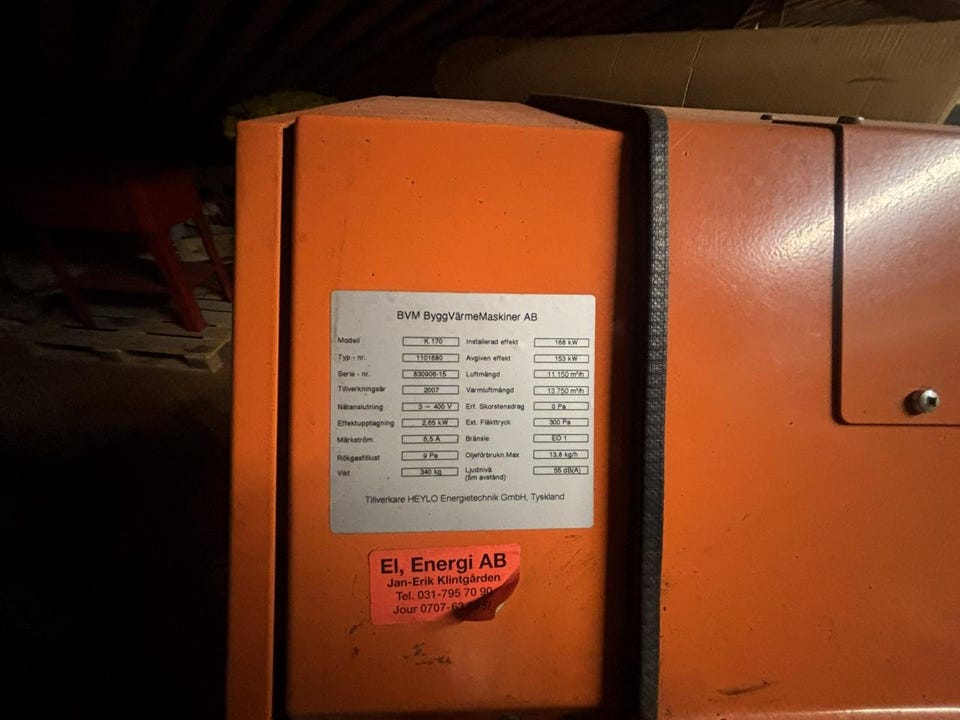 BVM ByggVärmeMaskiner AB
Modell K 170 Installerad effekt 168 kW
Typ - nr. 1101680 Avgiven effekt 153 kW
Serie - nr. 830906-15 Luftmängd 11.150 m³/h
Tillverkningsår 2007 Varmluftmängd 13.750 m³/h
Nätanslutning 3 ~ 400 V Erf. Skorstensdrag 0 Pa
Effektupptagning 2,65 kW Ext. Fläkttryck 300 Pa
Märkström 6,5 A Bränsle EO 1
Rökgasförlust 9 Pa Oljeförbrukn.Max 13,8 kg/h
Vikt 340 kg Ljudnivå 55 dB(A)
(5m avstånd)
Tillverkare HEYLO Energietechnik GmbH, Tyskland
El, Energi AB
Jan-Erik Klintgården
Tel. 031-795 70 90
Jour 0707-63